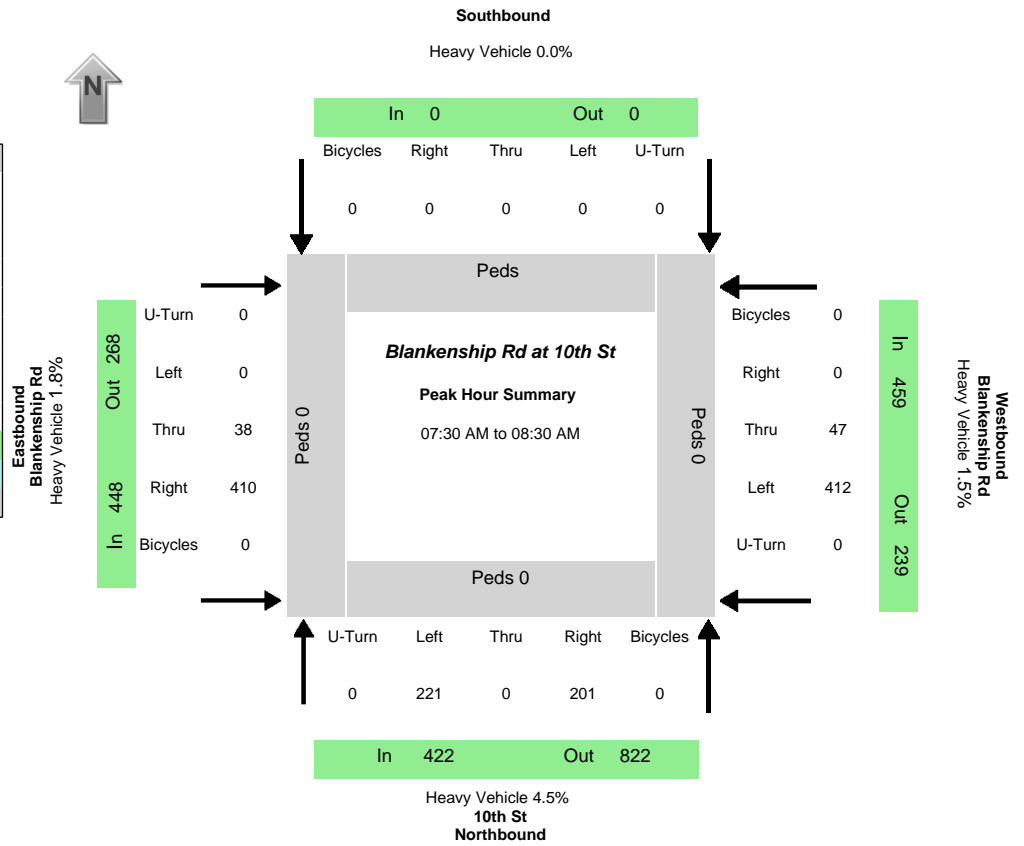 Southbound
Heavy Vehicle 0.0%
N
In 0 Out 0
Bicycles Right Thru Left U-Turn
0 0 0 0 0
Peds
Eastbound
Blankenship Rd
Heavy Vehicle 1.8%
In 448 Out 268
U-Turn 0
Left 0
Thru 38
Right 410
Bicycles 0
Peds 0
Blankenship Rd at 10th St
Peak Hour Summary
07:30 AM to 08:30 AM
Peds 0
Bicycles 0
Right 0
Thru 47
Left 412
U-Turn 0
In 459 Out 239
Westbound
Blankenship Rd
Heavy Vehicle 1.5%
Peds 0
U-Turn Left Thru Right Bicycles
0 221 0 201 0
In 422 Out 822
Heavy Vehicle 4.5%
10th St
Northbound